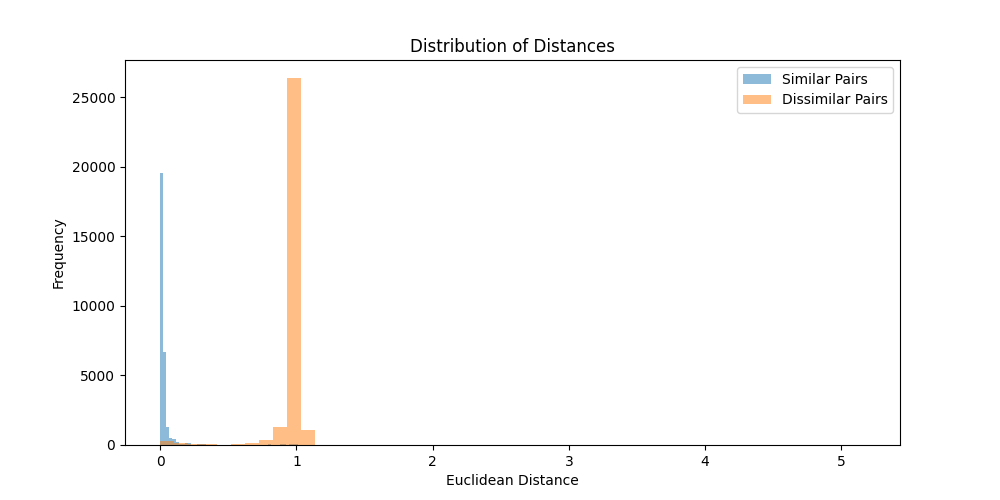 Distribution of Distances
Similar Pairs
Dissimilar Pairs
25000
20000
15000
10000
5000
0
Frequency
0 1 2 3 4 5
Euclidean Distance